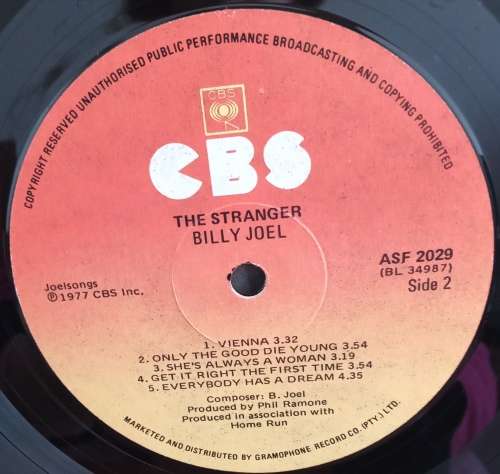 COPYRIGHT RESERVED UNAUTHORISED PUBLIC PERFORMANCE BROADCASTING AND COPYING PROHIBITED
CBS
CBS
THE STRANGER
BILLY JOEL
ASF 2029
(BL 34987)
Side 2
Joelsongs
℗ 1977 CBS Inc.
1. VIENNA 3.32
2. ONLY THE GOOD DIE YOUNG 3.54
3. SHE'S ALWAYS A WOMAN 3.19
4. GET IT RIGHT THE FIRST TIME 3.54
5. EVERYBODY HAS A DREAM 4.35
Composer: B. Joel
Produced by Phil Ramone
Produced in association with
Home Run
MARKETED AND DISTRIBUTED BY GRAMOPHONE RECORD CO. (PTY.) LTD.